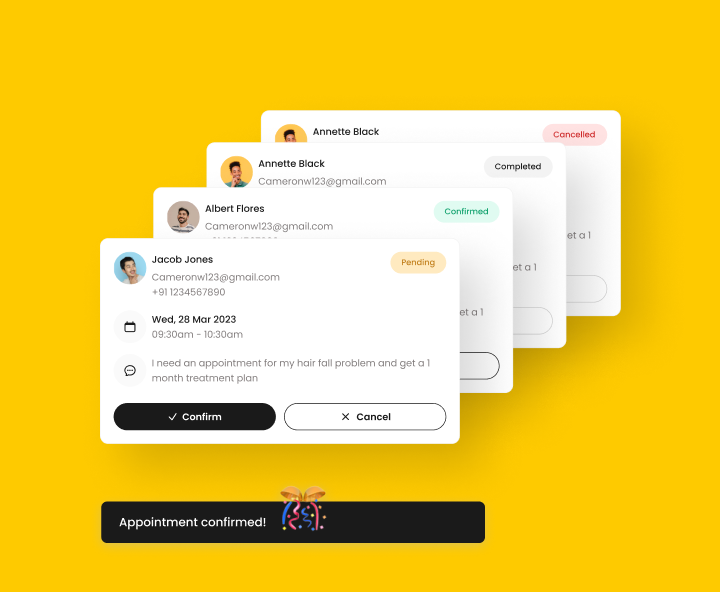 Annette Black
Cancelled
Annette Black
Completed
Cameronw123@gmail.com
Albert Flores
Confirmed
Cameronw123@gmail.com
et a 1
et a 1
et a 1
Jacob Jones
Pending
Cameronw123@gmail.com
+91 1234567890
Wed, 28 Mar 2023
09:30am - 10:30am
I need an appointment for my hair fall problem and get a 1
month treatment plan
Confirm
Cancel
Appointment confirmed!